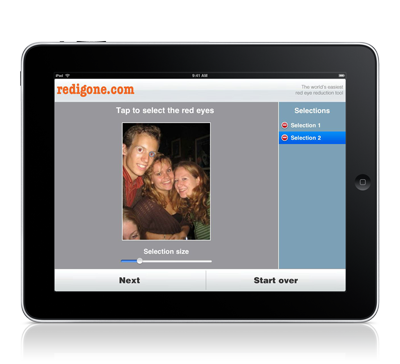 iPad
9:41 AM
redigone.com
The world's easiest
red eye reduction tool
Tap to select the red eyes
Selections
Selection 1
Selection 2
Selection size
Next
Start over